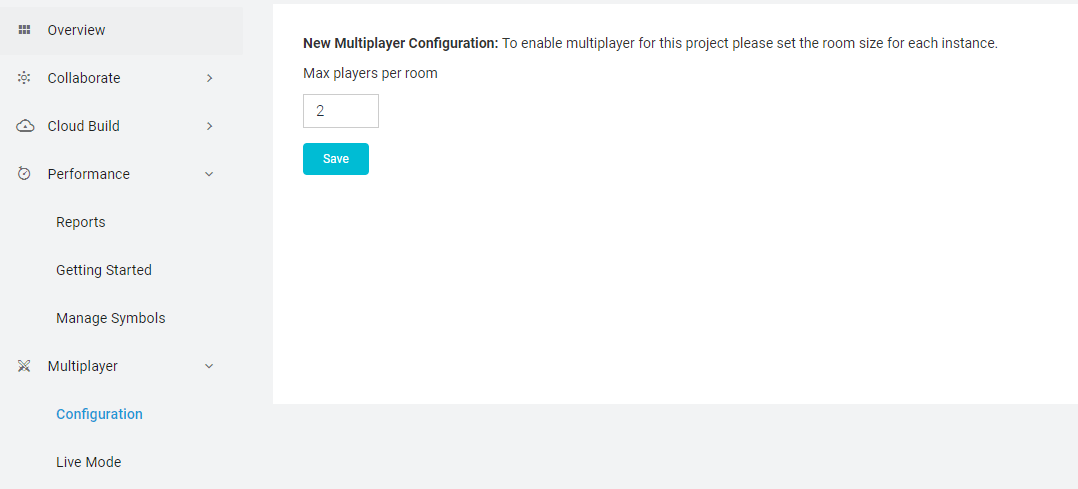 Overview
Collaborate
Cloud Build
Performance
Reports
Getting Started
Manage Symbols
Multiplayer
Configuration
Live Mode
New Multiplayer Configuration: To enable multiplayer for this project please set the room size for each instance.
Max players per room
2
Save